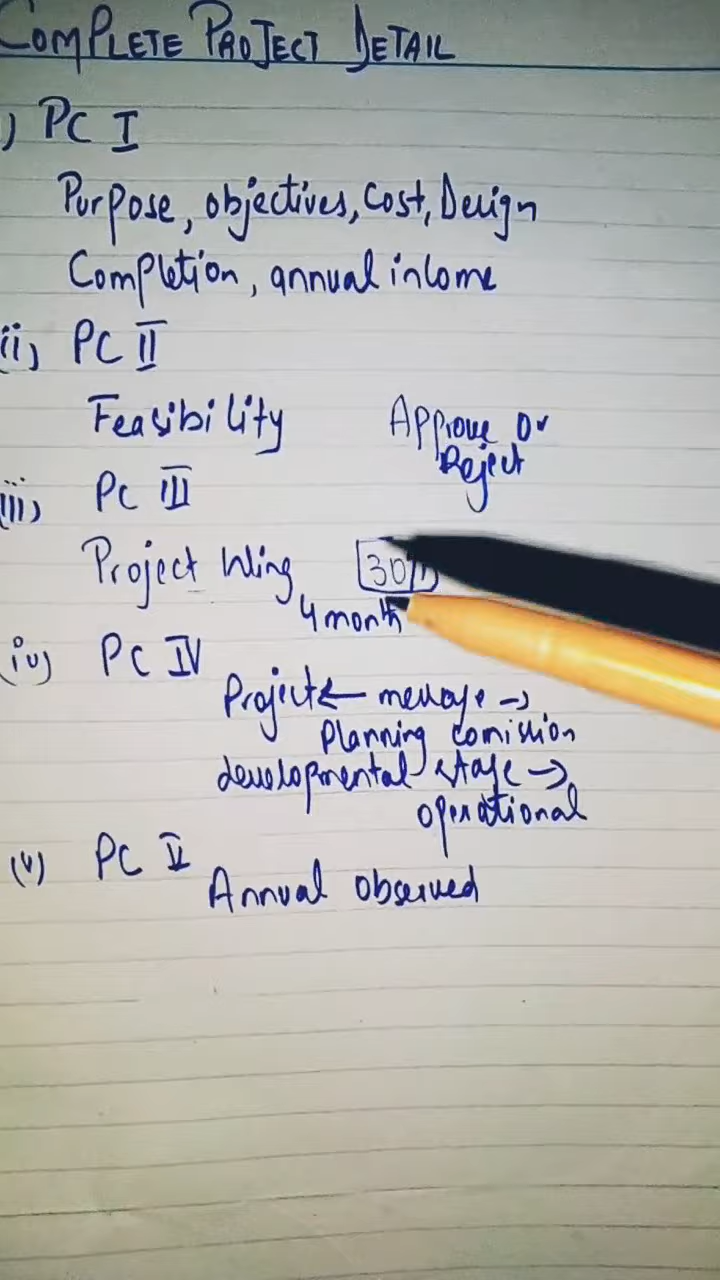 COMPLETE PROJECT DETAIL
) PC I
Purpose, objectives, Cost, Design
Completion, annual income
(ii) PC II
Feasibility
Approve or
Reject
(iii) PC III
Project Wing 30
4 month
(iv) PC IV
Project ← message →
Planning comission
developmental stage →
operational
(v) PC V
Annual observed